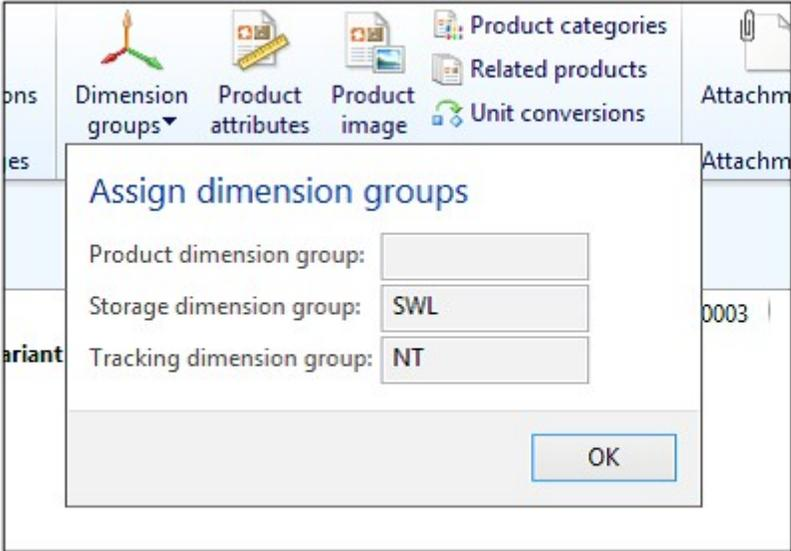 Product categories
Related products
Unit conversions
ons
Dimension groups
Product attributes
Product image
Attachm
es
Attachm
Assign dimension groups
Product dimension group:
Storage dimension group: SWL
Tracking dimension group: NT
0003
ariant
OK